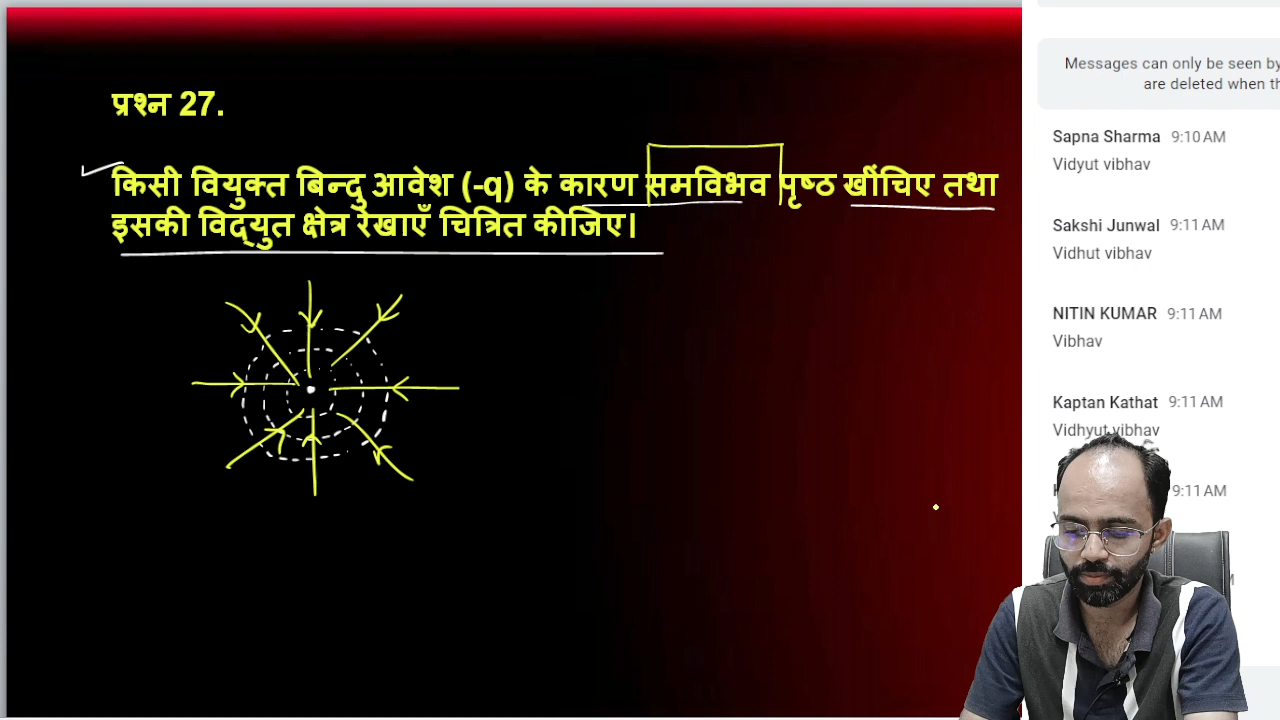 प्रश्न 27.
किसी वियुक्त बिन्दु आवेश (-q) के कारण समविभव पृष्ठ खींचिए तथा
इसकी विद्युत क्षेत्र रेखाएँ चित्रित कीजिए।
Messages can only be seen by
are deleted when th
Sapna Sharma 9:10 AM
Vidyut vibhav
Sakshi Junwal 9:11 AM
Vidhut vibhav
NITIN KUMAR 9:11 AM
Vibhav
Kaptan Kathat 9:11 AM
Vidhyut vibhav
9:11 AM